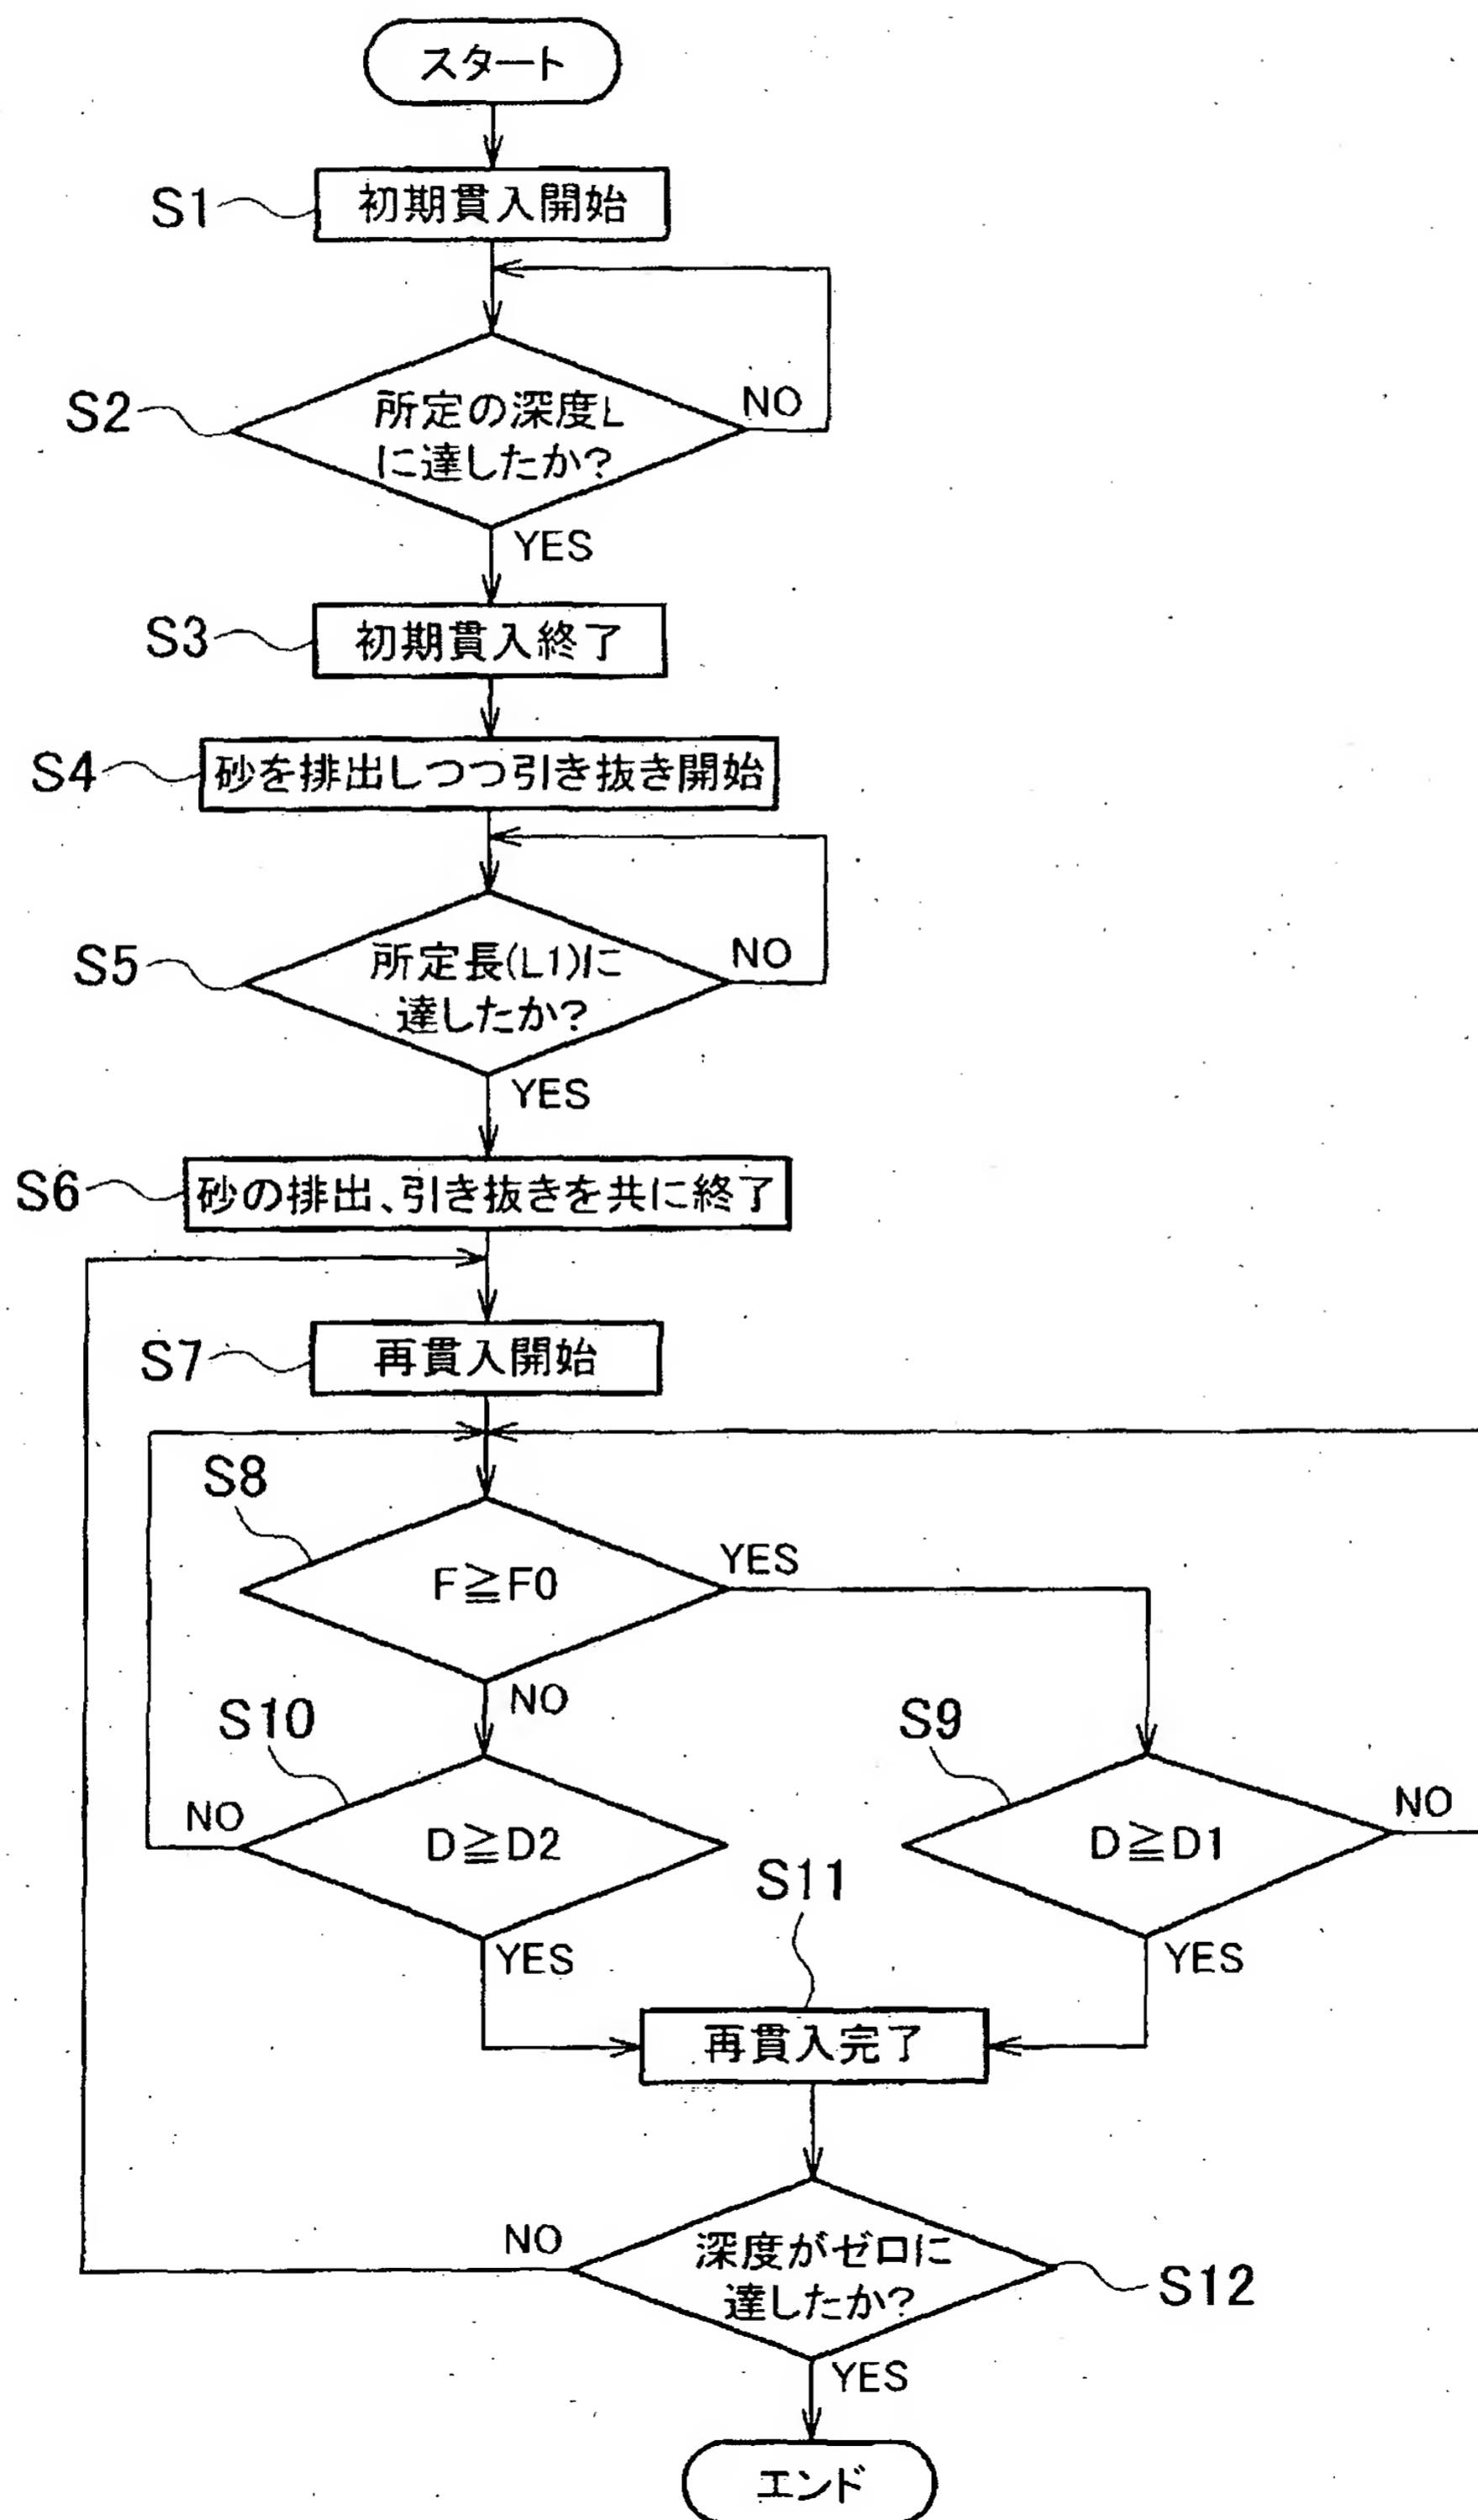 スタート
S1
初期貫入開始
S2
所定の深度L
に達したか?
NO
YES
S3
初期貫入終了
S4
砂を排出しつつ引き抜き開始
S5
所定長(L1)に
達したか?
NO
YES
S6
砂の排出、引き抜きを共に終了
S7
再貫入開始
S8
F≧F0
YES
NO
S10
D≧D2
NO
YES
S9
D≧D1
NO
YES
S11
再貫入完了
S12
深度がゼロに
達したか?
NO
YES
エンド